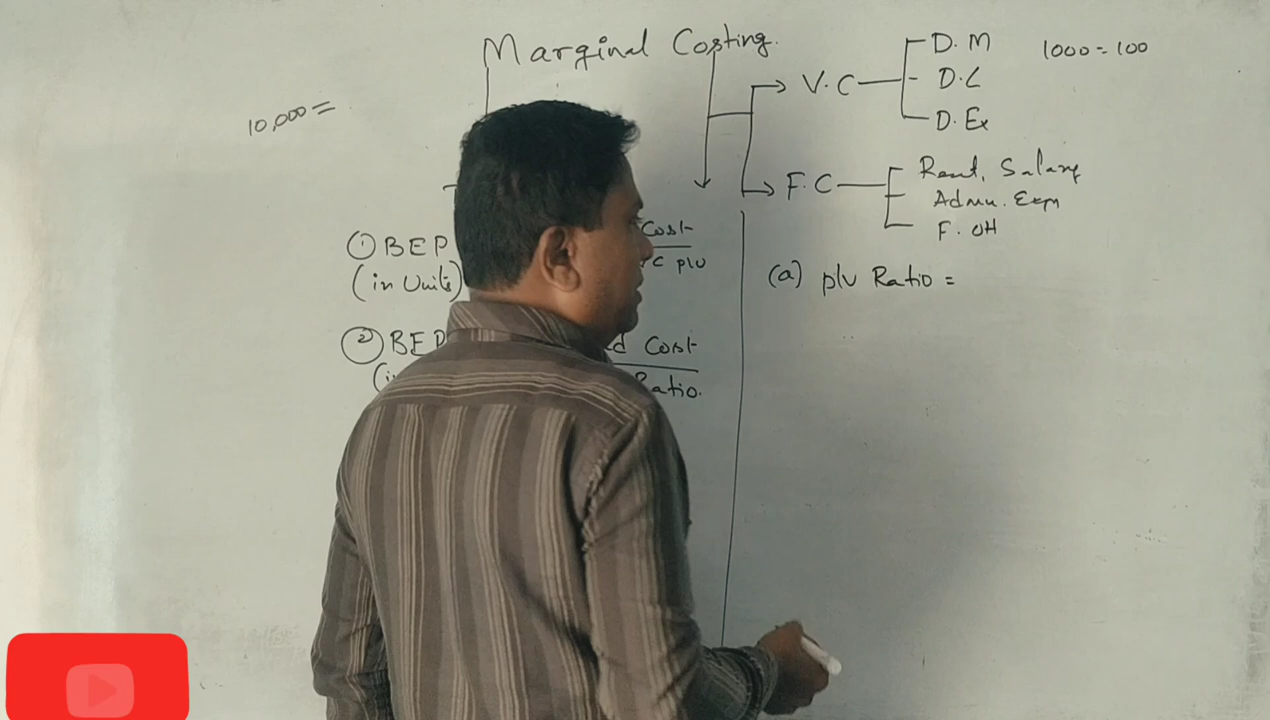 Marginal Costing.
10,000=
V.C
D.M
D.L
D.Ex
1000=100
F.C
Rent, Salary
Admn. Exp
F. OH
① BEP
(in Units)
Cost
C p/u
② BEP
d Cost
Ratio.
(a) p/v Ratio =